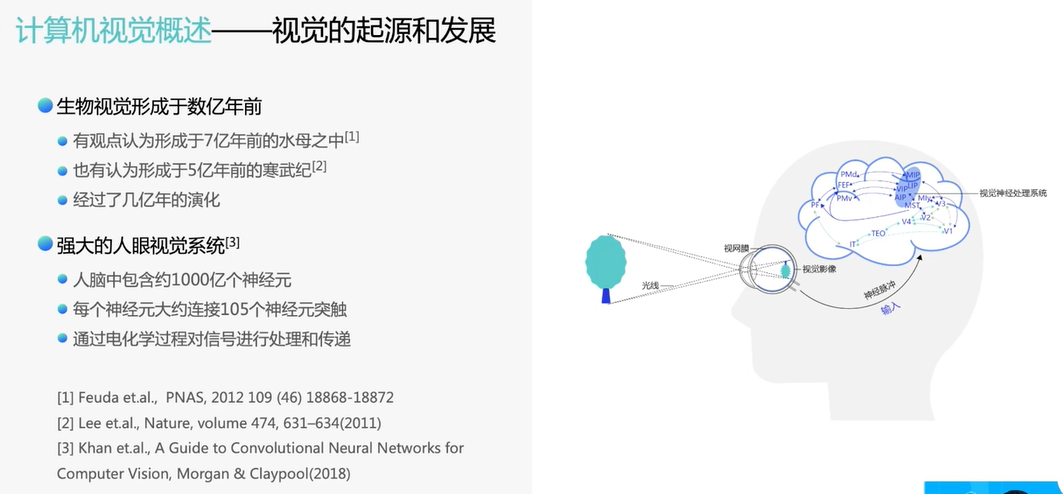 计算机视觉概述——视觉的起源和发展
生物视觉形成于数亿年前
有观点认为形成于7亿年前的水母之中[1]
也有认为形成于5亿年前的寒武纪[2]
经过了几亿年的演化
强大的人眼视觉系统[3]
人脑中包含约1000亿个神经元
每个神经元大约连接105个神经元突触
通过电化学过程对信号进行处理和传递
[1] Feuda et.al., PNAS, 2012 109 (46) 18868-18872
[2] Lee et.al., Nature, volume 474, 631–634(2011)
[3] Khan et.al., A Guide to Convolutional Neural Networks for
Computer Vision, Morgan & Claypool(2018)
PMd
MIP
FEF
VIP
LIP
PMv
AIP
MST
V3
PF
V4
V2
TEO
V1
IT
视觉神经处理系统
视网膜
视觉影像
光线
神经脉冲
输入